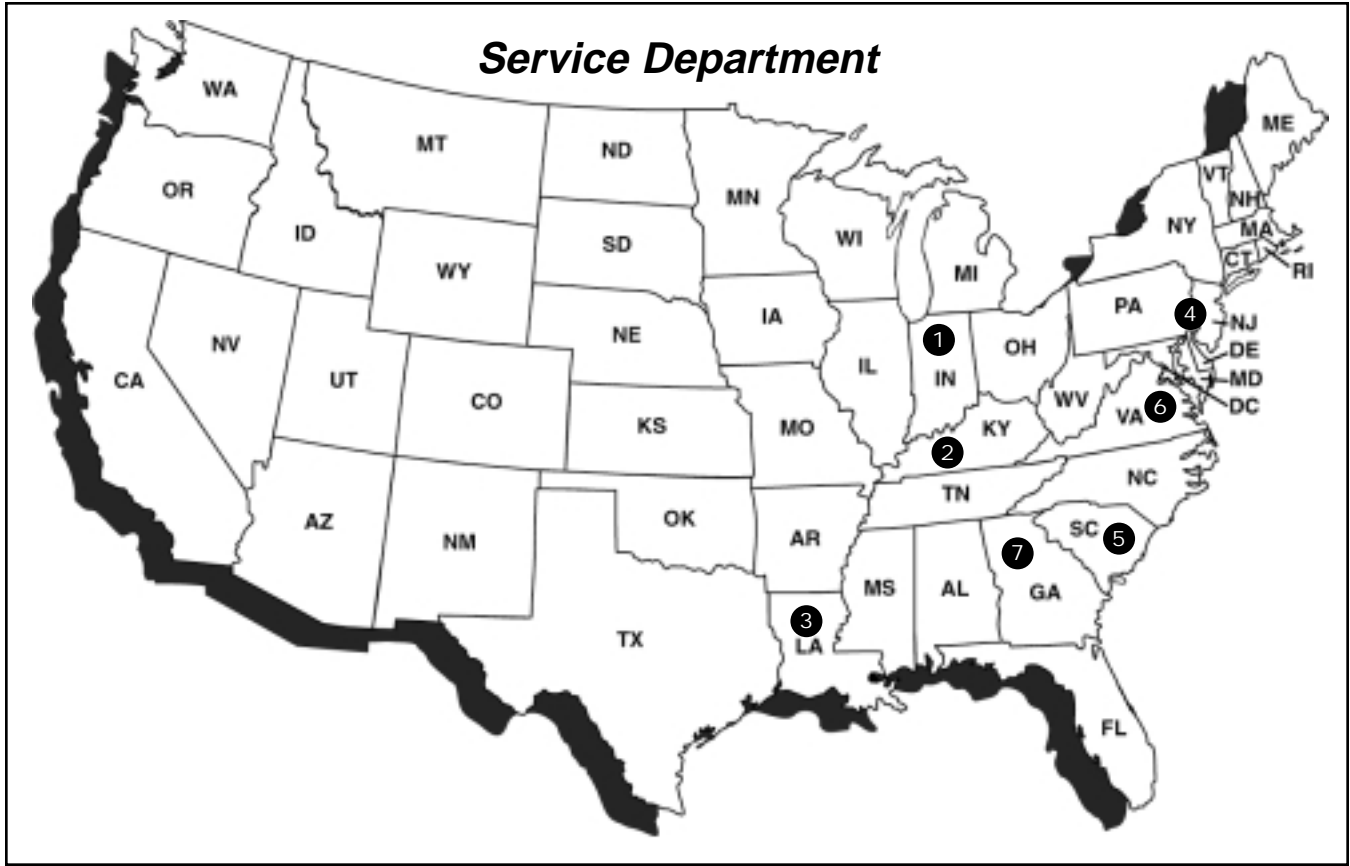 Service Department
WA
MT
ND
MN
ME
VT
NH
OR
ID
SD
WI
NY
MA
WY
MI
CT
RI
IA
PA
4
NJ
NV
NE
1
OH
DE
CA
UT
CO
IL
IN
MD
WV
DC
KS
MO
KY
VA
6
2
TN
NC
AZ
NM
OK
AR
SC
5
7
MS
AL
GA
TX
3
LA
FL